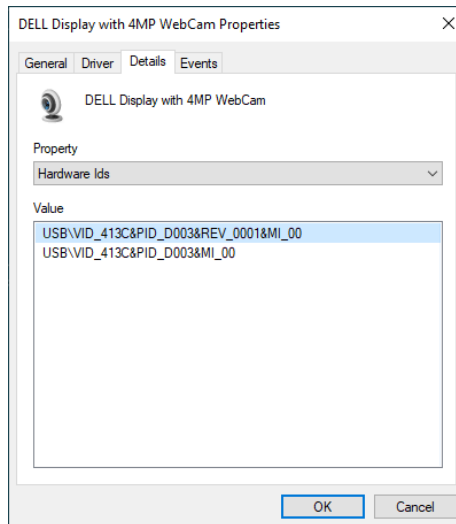 DELL Display with 4MP WebCam Properties
General Driver Details Events
DELL Display with 4MP WebCam
Property
Hardware Ids
Value
USB\VID_413C&PID_D003&REV_0001&MI_00
USB\VID_413C&PID_D003&MI_00
OK Cancel